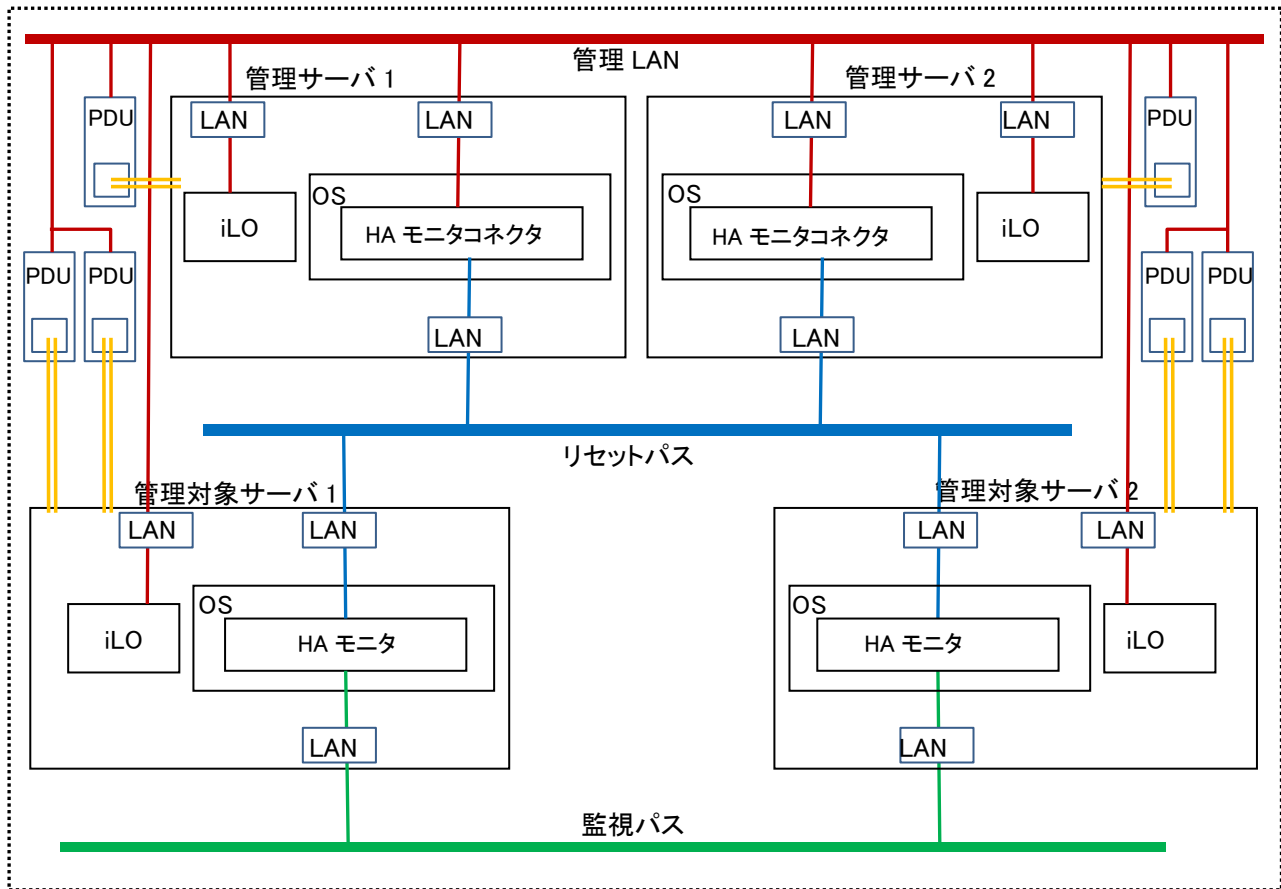 管理 LAN
管理サーバ 1
管理サーバ 2
PDU
LAN
LAN
LAN
LAN
PDU
OS
OS
iLO
HA モニタコネクタ
HA モニタコネクタ
iLO
PDU
PDU
PDU
PDU
LAN
LAN
リセットパス
管理対象サーバ 1
管理対象サーバ 2
LAN
LAN
LAN
LAN
OS
OS
iLO
HA モニタ
HA モニタ
iLO
LAN
LAN
監視パス